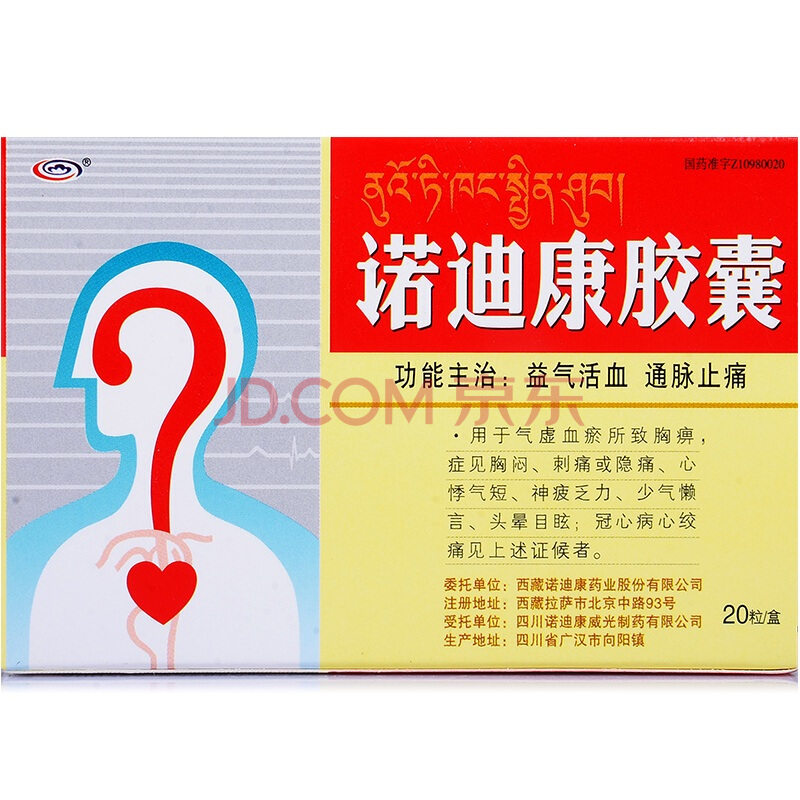 ®
国药准字Z10980020
ནུའོ་ཏི་ཁང་སྤྱིན་ཤུབ།
诺迪康胶囊
功能主治：益气活血 通脉止痛
JD.COM 京东
·用于气虚血瘀所致胸痹，
症见胸闷、刺痛或隐痛、心
悸气短、神疲乏力、少气懒
言、头晕目眩；冠心病心绞
痛见上述证候者。
委托单位：西藏诺迪康药业股份有限公司
注册地址：西藏拉萨市北京中路93号
受托单位：四川诺迪康威光制药有限公司
生产地址：四川省广汉市向阳镇
20粒/盒